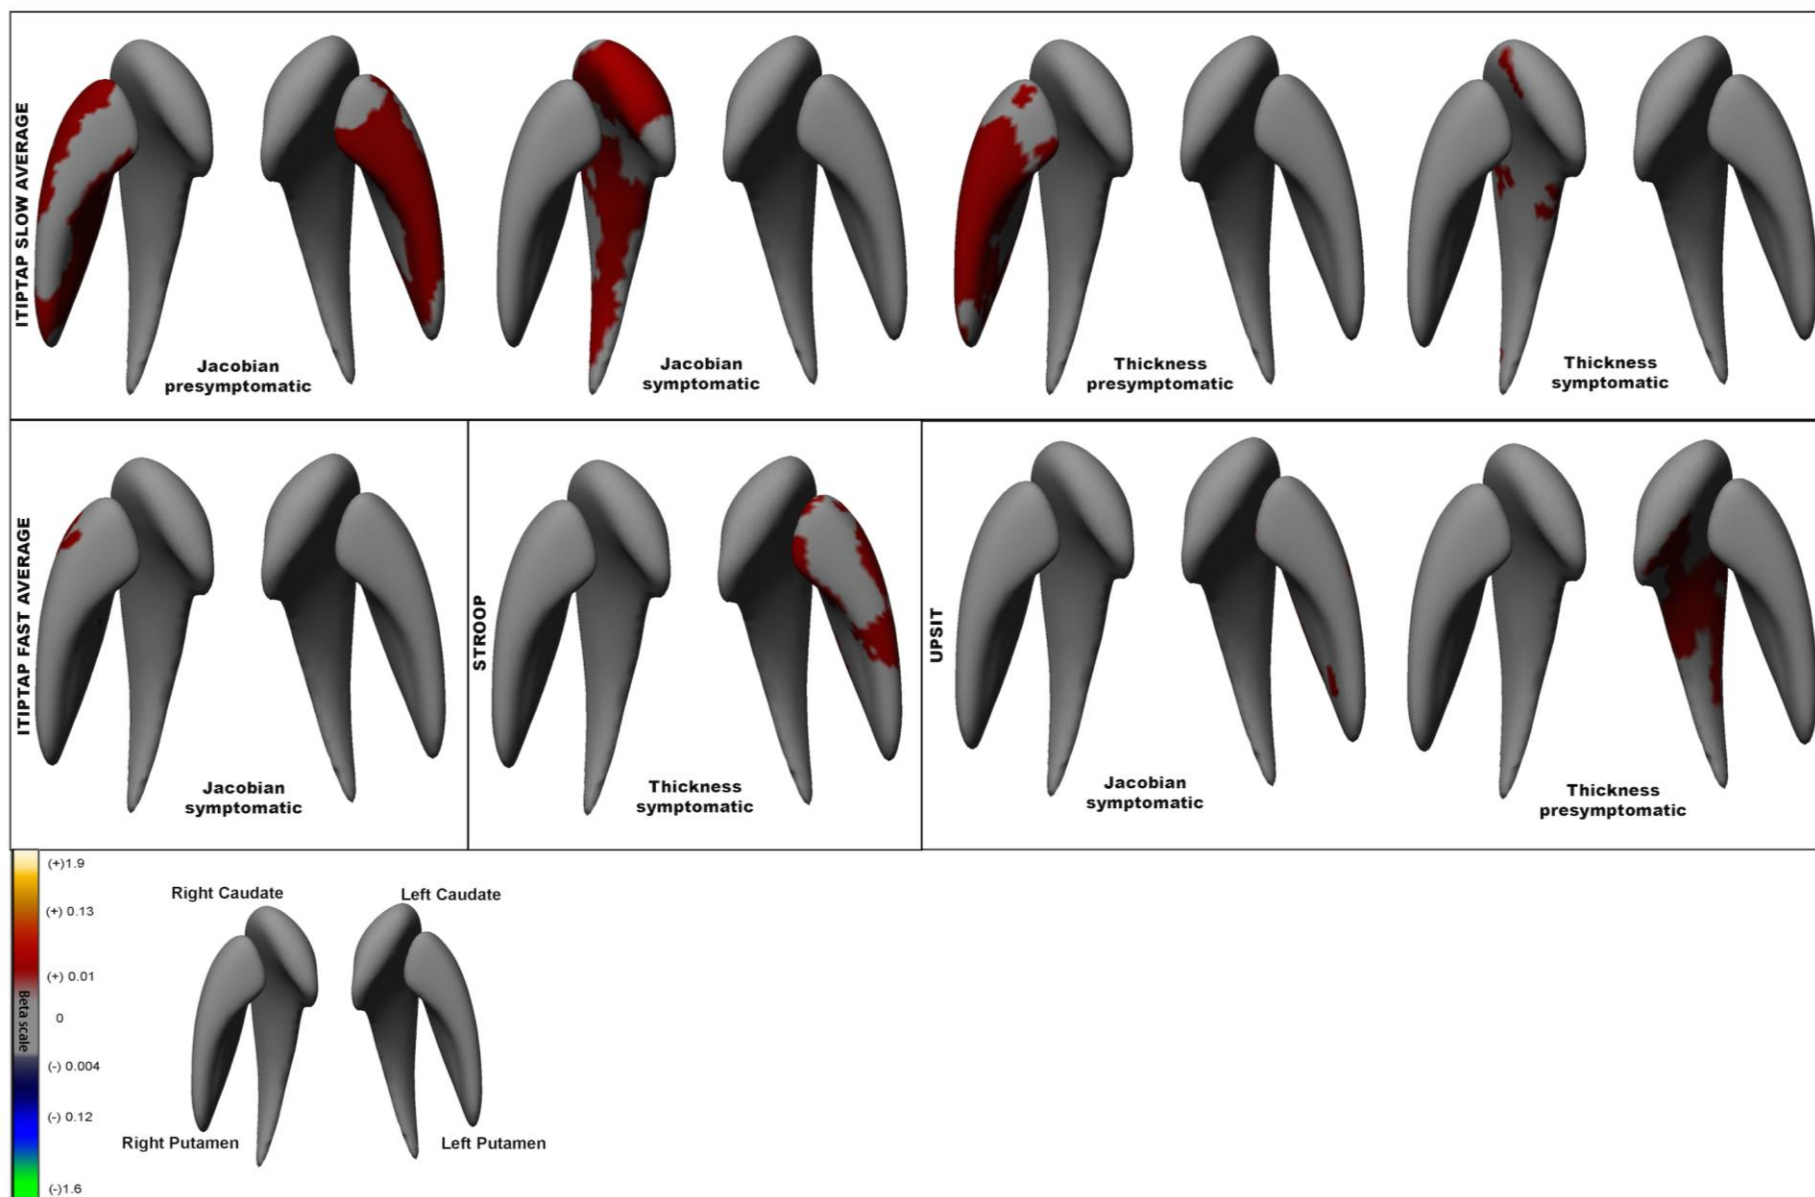 ITIPTAP SLOW AVERAGE
Jacobian
presymptomatic
Jacobian
symptomatic
Thickness
presymptomatic
Thickness
symptomatic
ITIPTAP FAST AVERAGE
Jacobian
symptomatic
STROOP
Thickness
symptomatic
UPSIT
Jacobian
symptomatic
Thickness
presymptomatic
Beta scale
(+)1.9
(+) 0.13
(+) 0.01
0
(-) 0.004
(-) 0.12
(-)1.6
Right Caudate
Left Caudate
Right Putamen
Left Putamen